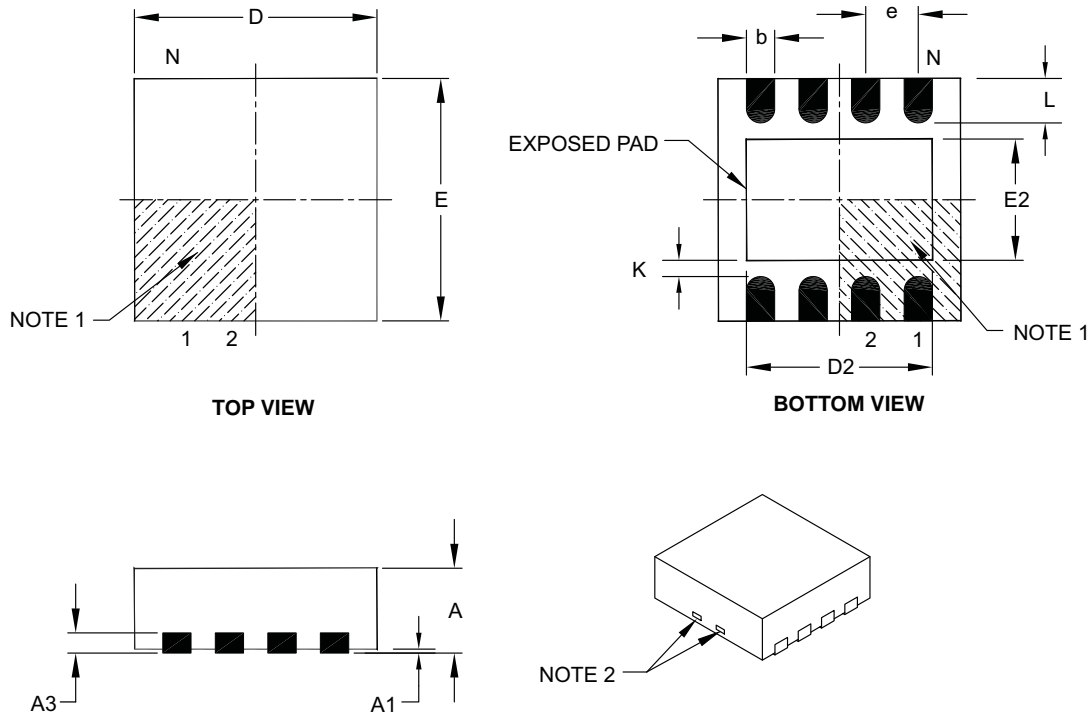 D
N
E
NOTE 1
1 2
TOP VIEW
e
b
N
L
EXPOSED PAD
E2
K
NOTE 1
2 1
D2
BOTTOM VIEW
A
A3
A1
NOTE 2